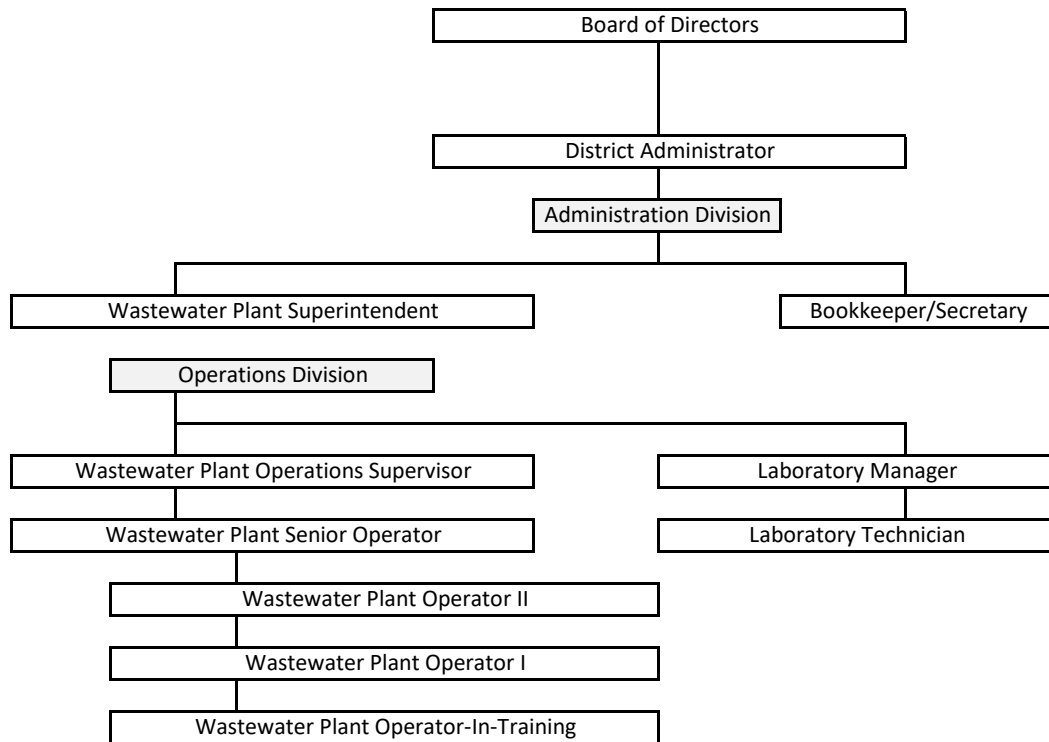 Board of Directors
District Administrator
Administration Division
Wastewater Plant Superintendent
Bookkeeper/Secretary
Operations Division
Wastewater Plant Operations Supervisor
Laboratory Manager
Wastewater Plant Senior Operator
Laboratory Technician
Wastewater Plant Operator II
Wastewater Plant Operator I
Wastewater Plant Operator-In-Training